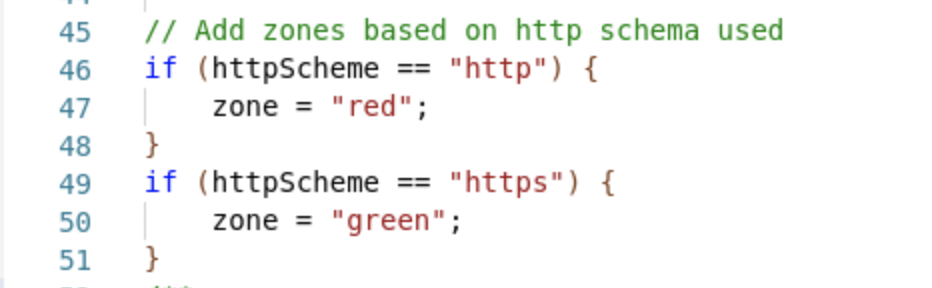 45 // Add zones based on http schema used
46 if (httpScheme == "http") {
47     zone = "red";
48 }
49 if (httpScheme == "https") {
50     zone = "green";
51 }
/**